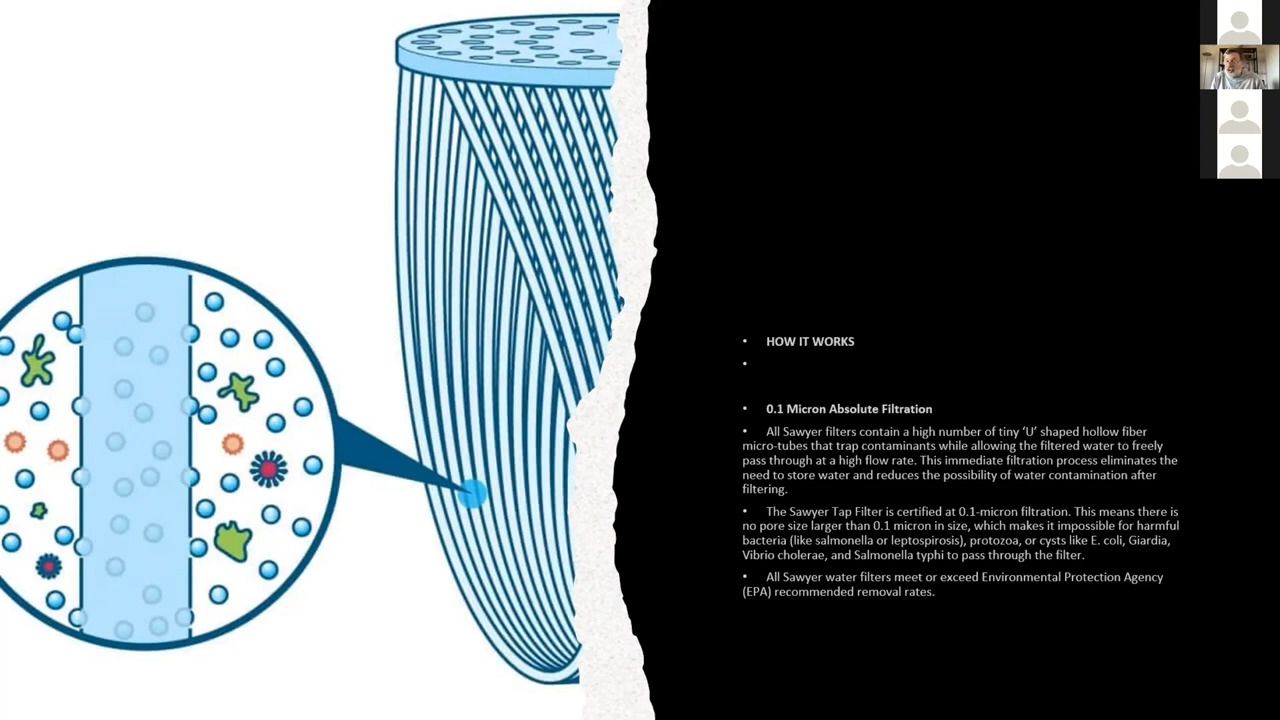 • HOW IT WORKS
•
• 0.1 Micron Absolute Filtration
• All Sawyer filters contain a high number of tiny ‘U’ shaped hollow fiber
micro-tubes that trap contaminants while allowing the filtered water to freely
pass through at a high flow rate. This immediate filtration process eliminates the
need to store water and reduces the possibility of water contamination after
filtering.
• The Sawyer Tap Filter is certified at 0.1-micron filtration. This means there is
no pore size larger than 0.1 micron in size, which makes it impossible for harmful
bacteria (like salmonella or leptospirosis), protozoa, or cysts like E. coli, Giardia,
Vibrio cholerae, and Salmonella typhi to pass through the filter.
• All Sawyer water filters meet or exceed Environmental Protection Agency
(EPA) recommended removal rates.